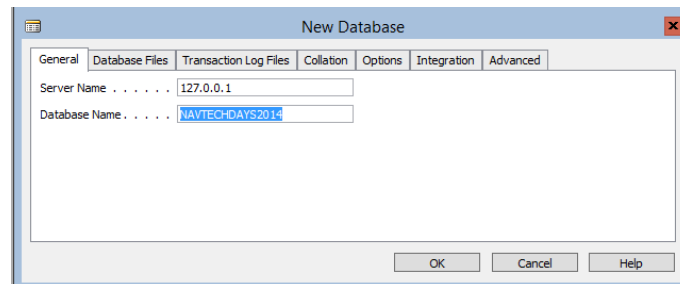 New Database
General Database Files Transaction Log Files Collation Options Integration Advanced
Server Name . . . . . . 127.0.0.1
Database Name . . . . . NAVTECHDAYS2014
OK Cancel Help